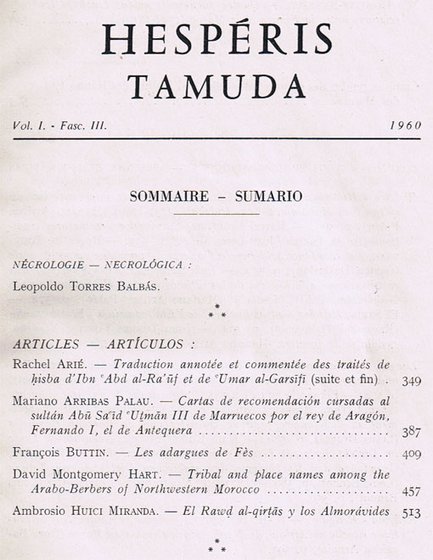 HESPÉRIS
TAMUDA
Vol. I. - Fasc. III. 1960
SOMMAIRE – SUMARIO
NÉCROLOGIE — NECROLÓGICA :
Leopoldo TORRES BALBÁS.
* * *
ARTICLES — ARTÍCULOS :
Rachel ARIÉ. — Traduction annotée et commentée des traités de
ḥisba d'Ibn ʿAbd al-Ra'ūf et de ʿUmar al-Garsīfī (suite et fin) . 349
Mariano ARRIBAS PALAU. — Cartas de recomendación cursadas al
sultán Abū Saʿīd ʿUṯmān III de Marruecos por el rey de Aragón,
Fernando I, el de Antequera ........................ 387
François BUTTIN. — Les adargues de Fès .................. 409
David Montgomery HART. — Tribal and place names among the
Arabo-Berbers of Northwestern Morocco .................. 457
Ambrosio HUICI MIRANDA. — El Rawḍ al-qirṭās y los Almorávides 513
* * *